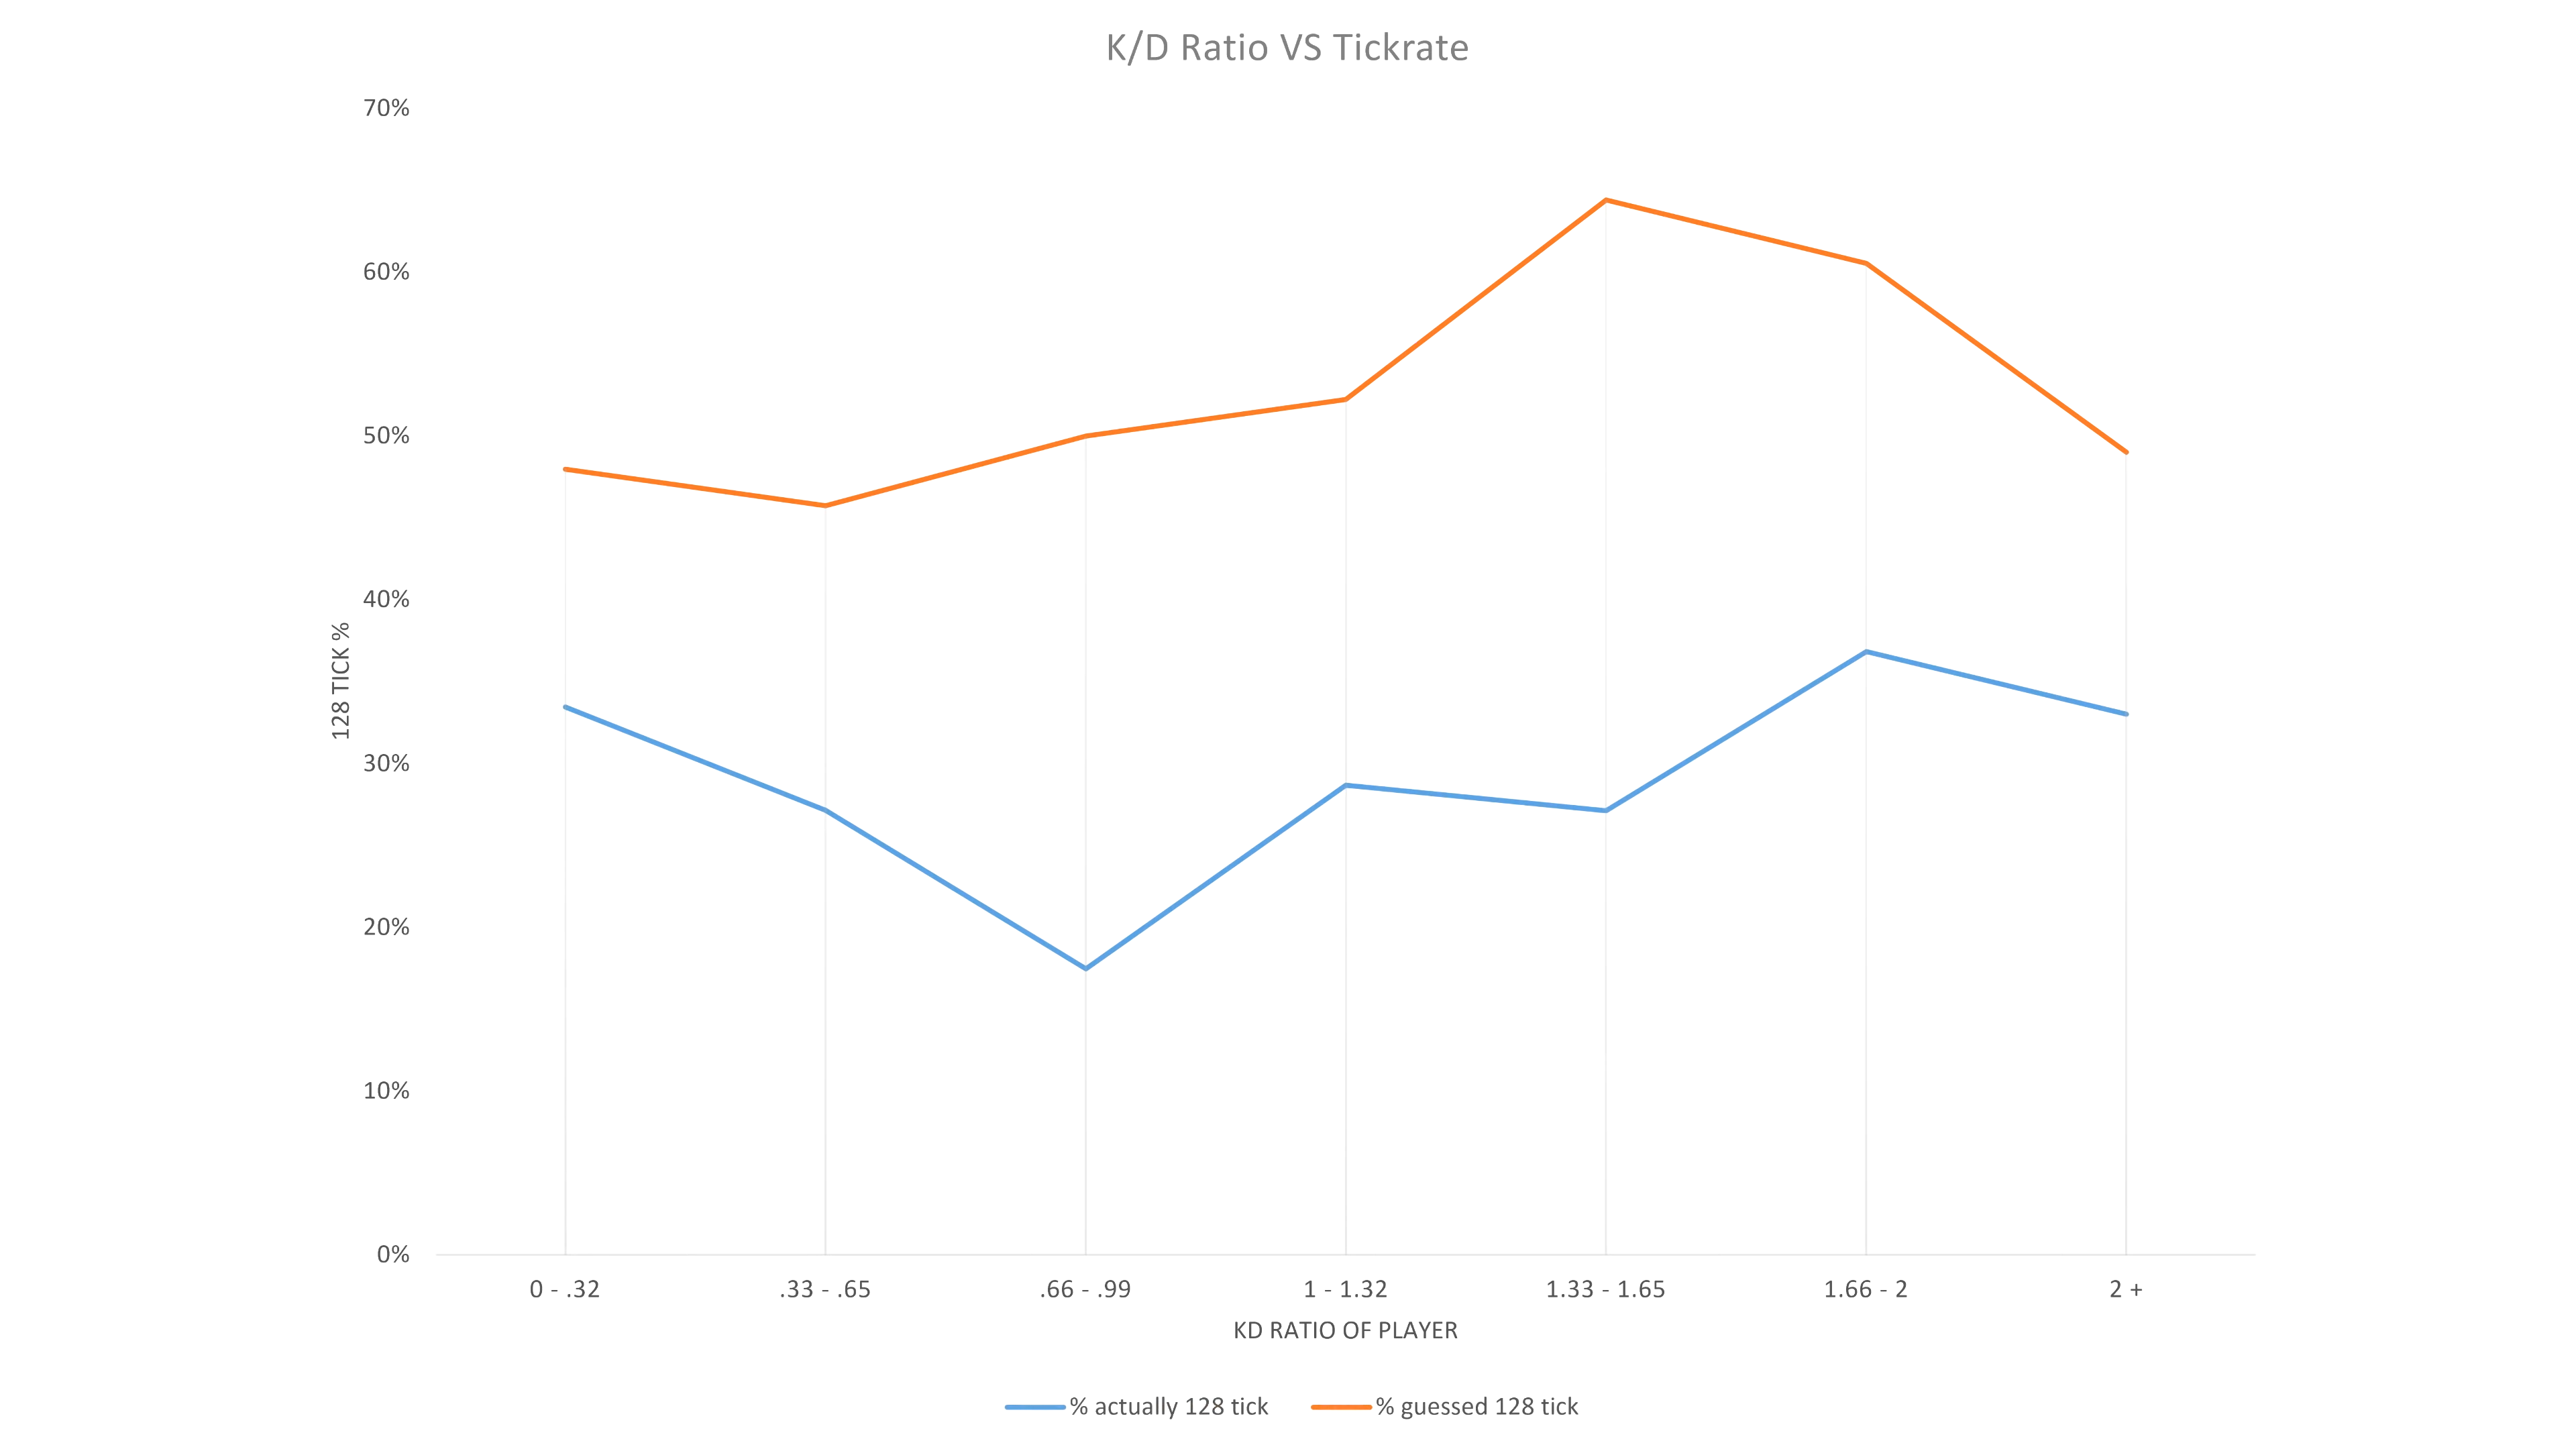 K/D Ratio VS Tickrate
70%
60%
50%
40%
30%
20%
10%
0%
128 TICK %
0 - .32
.33 - .65
.66 - .99
1 - 1.32
1.33 - 1.65
1.66 - 2
2 +
KD RATIO OF PLAYER
% actually 128 tick
% guessed 128 tick